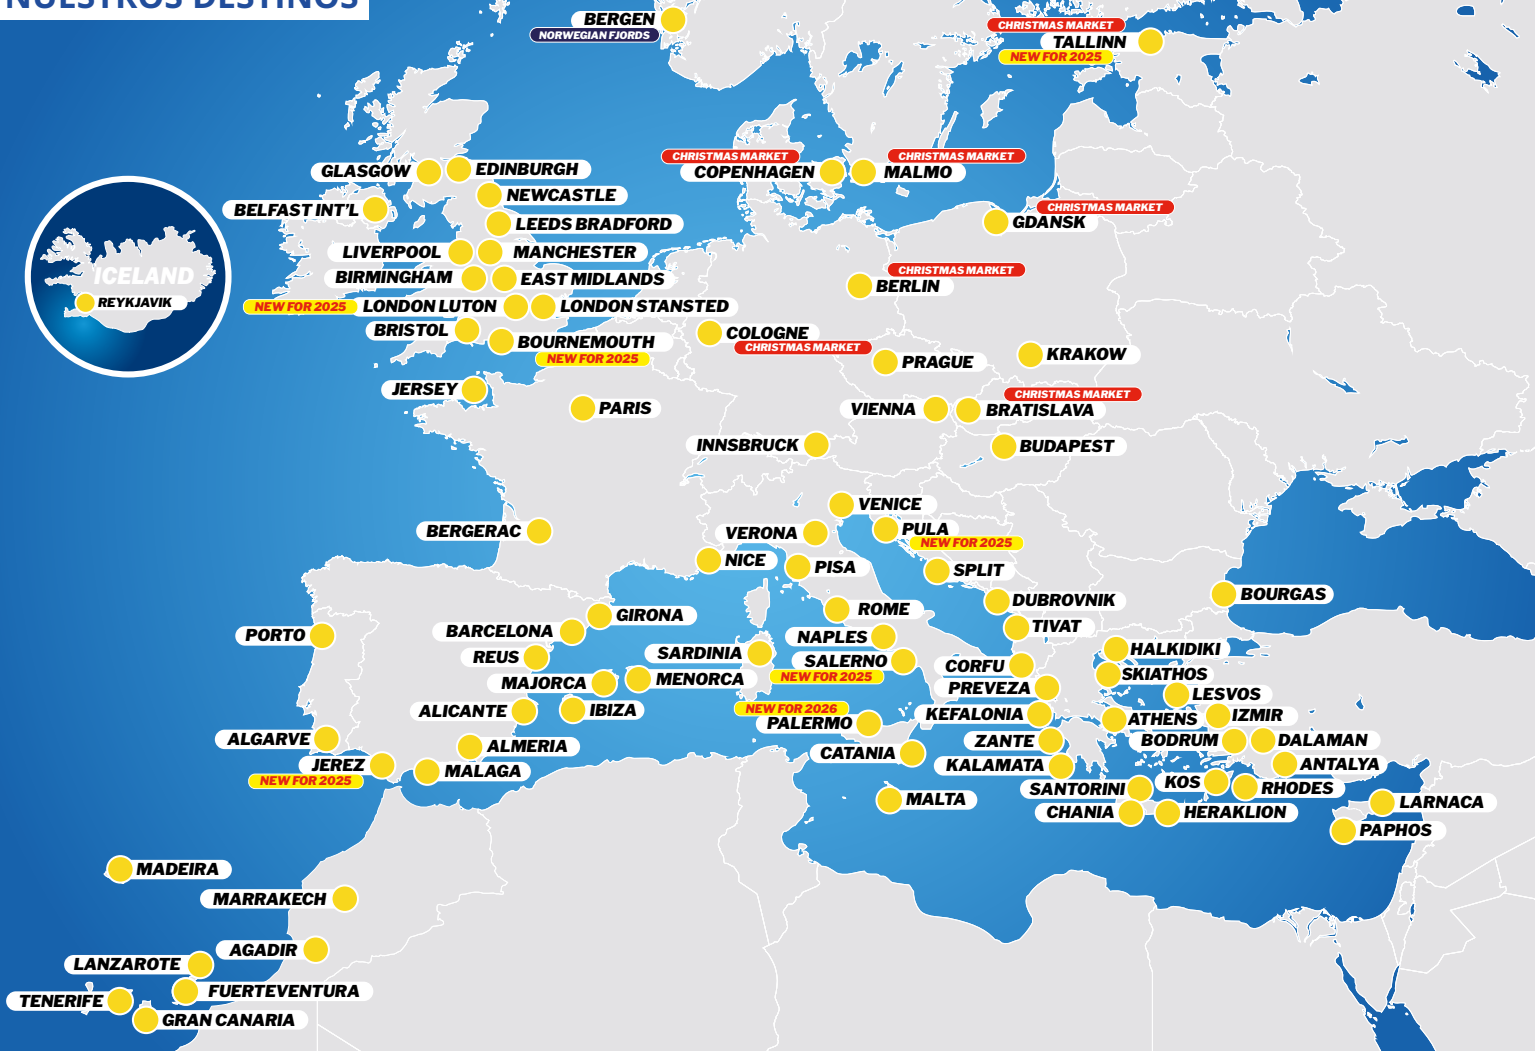 NUESTROS DESTINOS
BERGEN
NORWEGIAN FJORDS
CHRISTMAS MARKET
TALLINN
NEW FOR 2025
GLASGOW
EDINBURGH
CHRISTMAS MARKET
COPENHAGEN
CHRISTMAS MARKET
MALMO
NEWCASTLE
BELFAST INT'L
LEEDS BRADFORD
CHRISTMAS MARKET
GDANSK
LIVERPOOL
MANCHESTER
BIRMINGHAM
EAST MIDLANDS
CHRISTMAS MARKET
BERLIN
ICELAND
REYKJAVIK
NEW FOR 2025
LONDON LUTON
LONDON STANSTED
BRISTOL
BOURNEMOUTH
NEW FOR 2025
COLOGNE
CHRISTMAS MARKET
PRAGUE
KRAKOW
JERSEY
PARIS
VIENNA
CHRISTMAS MARKET
BRATISLAVA
INNSBRUCK
BUDAPEST
VENICE
BERGERAC
VERONA
PULA
NEW FOR 2025
NICE
PISA
SPLIT
DUBROVNIK
BOURGAS
GIRONA
ROME
TIVAT
PORTO
BARCELONA
NAPLES
HALKIDIKI
REUS
SARDINIA
SALERNO
NEW FOR 2025
CORFU
SKIATHOS
MAJORCA
MENORCA
PREVEZA
LESVOS
ALICANTE
IBIZA
NEW FOR 2026
PALERMO
KEFALONIA
ATHENS
IZMIR
ALGARVE
ALMERIA
CATANIA
ZANTE
BODRUM
DALAMAN
JEREZ
NEW FOR 2025
MALAGA
KALAMATA
ANTALYA
SANTORINI
KOS
RHODES
MALTA
CHANIA
HERAKLION
LARNACA
PAPHOS
MADEIRA
MARRAKECH
AGADIR
LANZAROTE
FUERTEVENTURA
TENERIFE
GRAN CANARIA